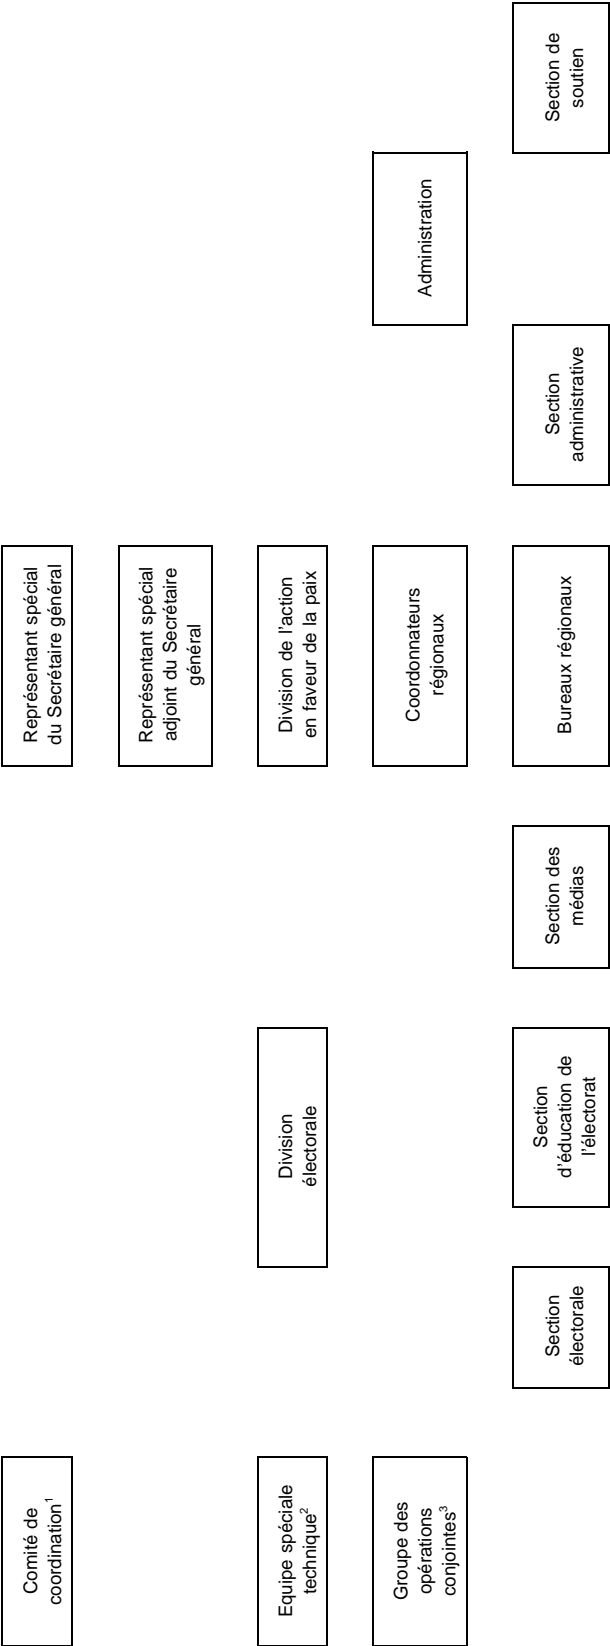 Comité de
coordination¹
Représentant spécial
du Secrétaire général
Représentant spécial
adjoint du Secrétaire
général
Equipe spéciale
technique²
Division
électorale
Division de l'action
en faveur de la paix
Groupe des
opérations
conjointes³
Coordonnateurs
régionaux
Administration
Section
électorale
Section
d'éducation de
l'électorat
Section des
médias
Bureaux régionaux
Section
administrative
Section de
soutien